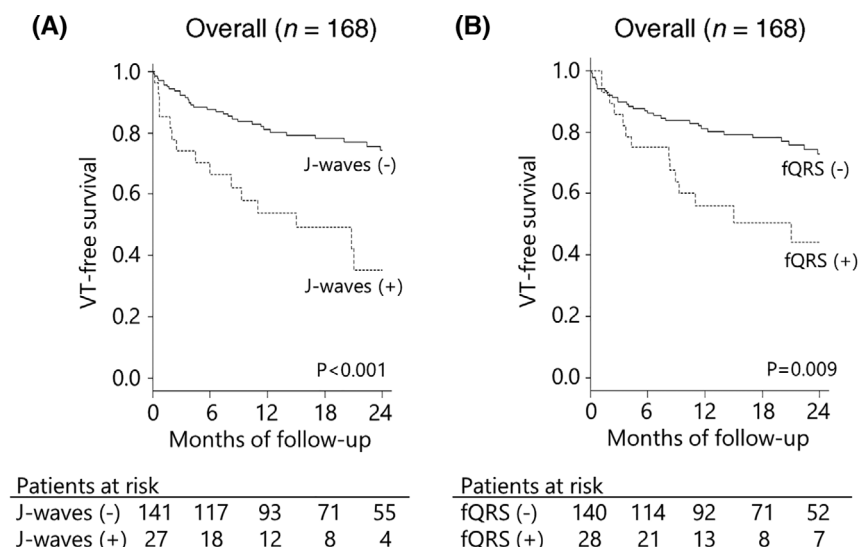 (A) Overall (n = 168)
VT-free survival
1.0
0.8
0.6
0.4
0.2
0.0
J-waves (-)
J-waves (+)
P<0.001
0 6 12 18 24
Months of follow-up
Patients at risk
J-waves (-) 141 117 93 71 55
J-waves (+) 27 18 12 8 4
(B) Overall (n = 168)
VT-free survival
1.0
0.8
0.6
0.4
0.2
0.0
fQRS (-)
fQRS (+)
P=0.009
0 6 12 18 24
Months of follow-up
Patients at risk
fQRS (-) 140 114 92 71 52
fQRS (+) 28 21 13 8 7